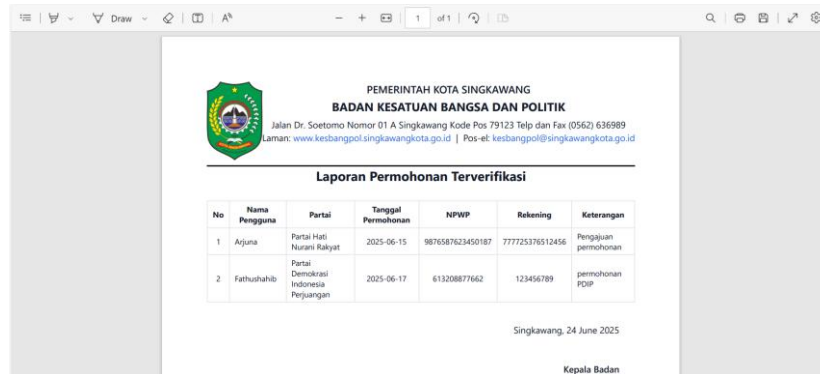 Draw
1 of 1
PEMERINTAH KOTA SINGKAWANG
BADAN KESATUAN BANGSA DAN POLITIK
Jalan Dr. Soetomo Nomor 01 A Singkawang Kode Pos 79123 Telp dan Fax (0562) 636989
Laman: www.kesbangpol.singkawangkota.go.id | Pos-el: kesbangpol@singkawangkota.go.id
Laporan Permohonan Terverifikasi
No Nama Pengguna Partai Tanggal Permohonan NPWP Rekening Keterangan
1 Arjuna Partai Hati Nurani Rakyat 2025-06-15 9876587623450187 777725376512456 Pengajuan permohonan
2 Fathushahib Partai Demokrasi Indonesia Perjuangan 2025-06-17 613208877662 123456789 permohonan PDIP
Singkawang, 24 June 2025
Kepala Badan